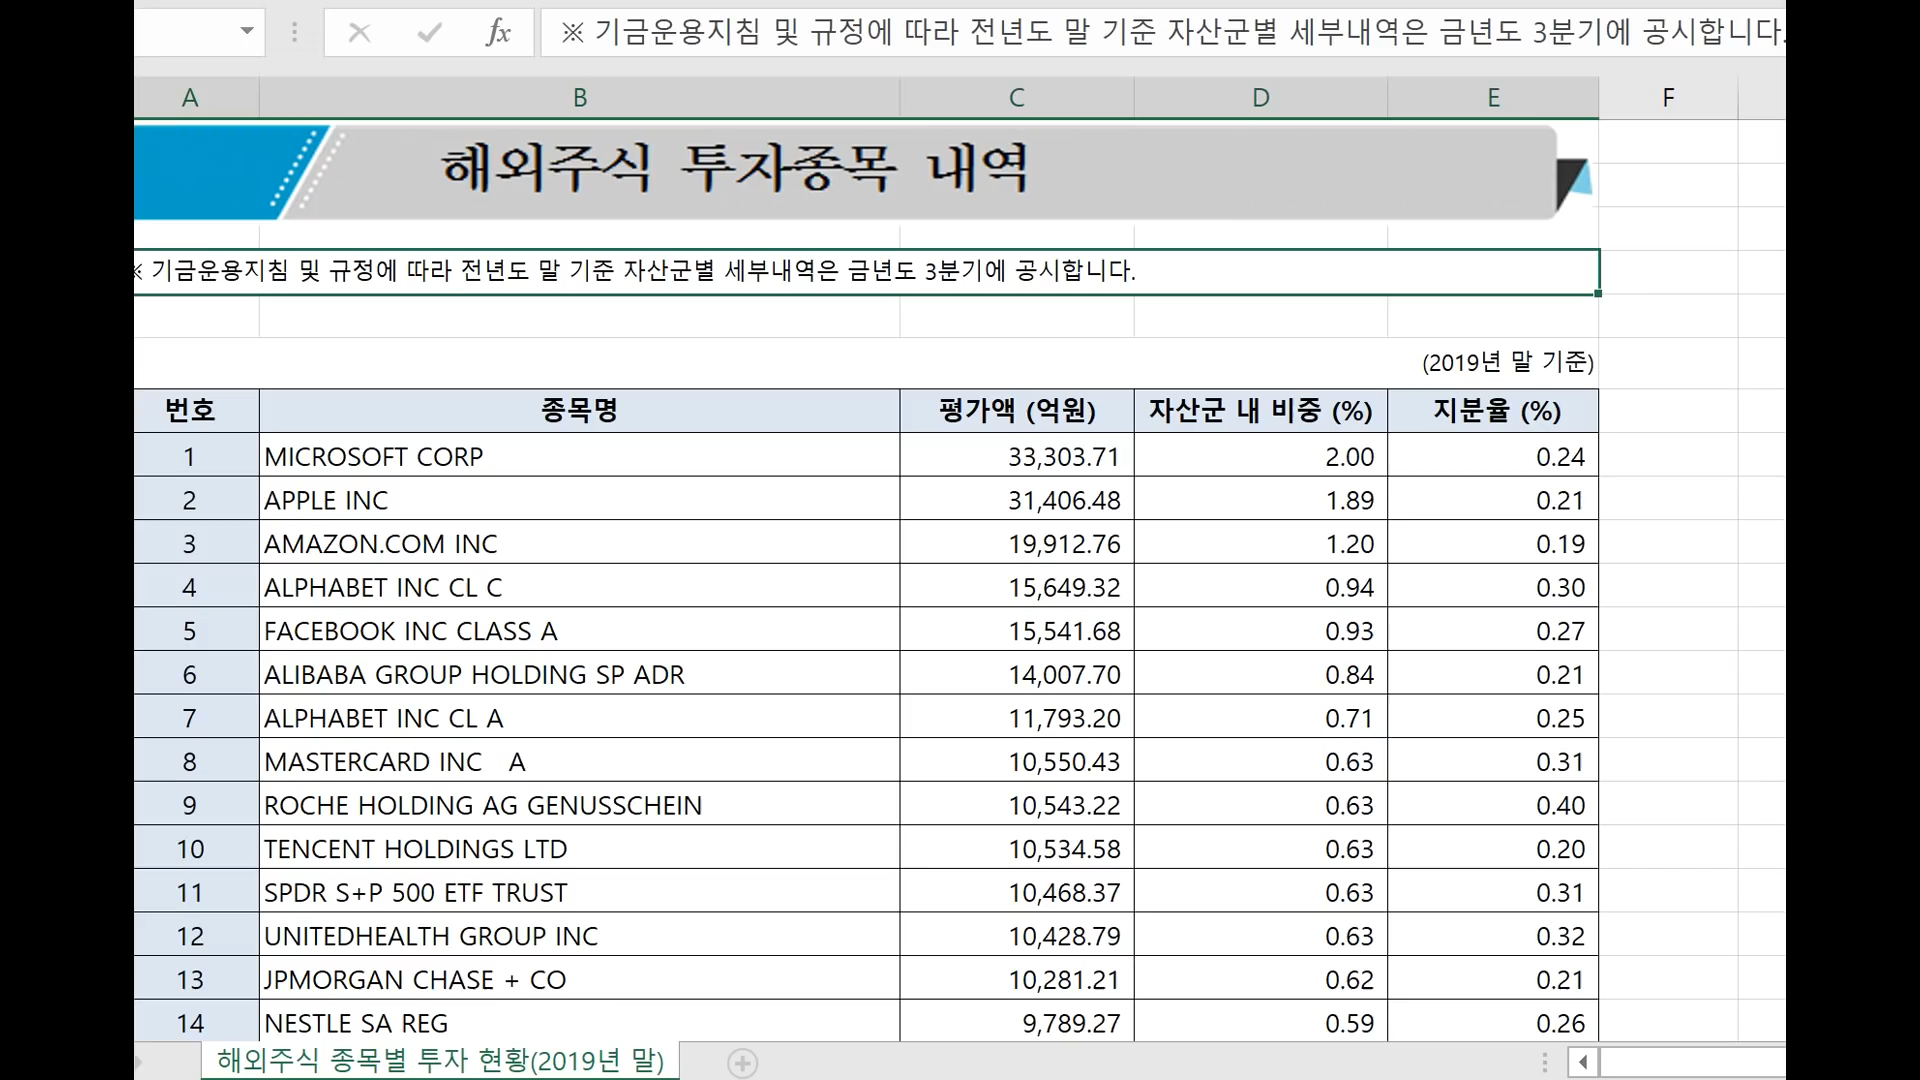 fx ※ 기금운용지침 및 규정에 따라 전년도 말 기준 자산군별 세부내역은 금년도 3분기에 공시합니다.
A B C D E F
해외주식 투자종목 내역
※ 기금운용지침 및 규정에 따라 전년도 말 기준 자산군별 세부내역은 금년도 3분기에 공시합니다.
(2019년 말 기준)
번호 종목명 평가액 (억원) 자산군 내 비중 (%) 지분율 (%)
1 MICROSOFT CORP 33,303.71 2.00 0.24
2 APPLE INC 31,406.48 1.89 0.21
3 AMAZON.COM INC 19,912.76 1.20 0.19
4 ALPHABET INC CL C 15,649.32 0.94 0.30
5 FACEBOOK INC CLASS A 15,541.68 0.93 0.27
6 ALIBABA GROUP HOLDING SP ADR 14,007.70 0.84 0.21
7 ALPHABET INC CL A 11,793.20 0.71 0.25
8 MASTERCARD INC A 10,550.43 0.63 0.31
9 ROCHE HOLDING AG GENUSSCHEIN 10,543.22 0.63 0.40
10 TENCENT HOLDINGS LTD 10,534.58 0.63 0.20
11 SPDR S+P 500 ETF TRUST 10,468.37 0.63 0.31
12 UNITEDHEALTH GROUP INC 10,428.79 0.63 0.32
13 JPMORGAN CHASE + CO 10,281.21 0.62 0.21
14 NESTLE SA REG 9,789.27 0.59 0.26
해외주식 종목별 투자 현황(2019년 말)